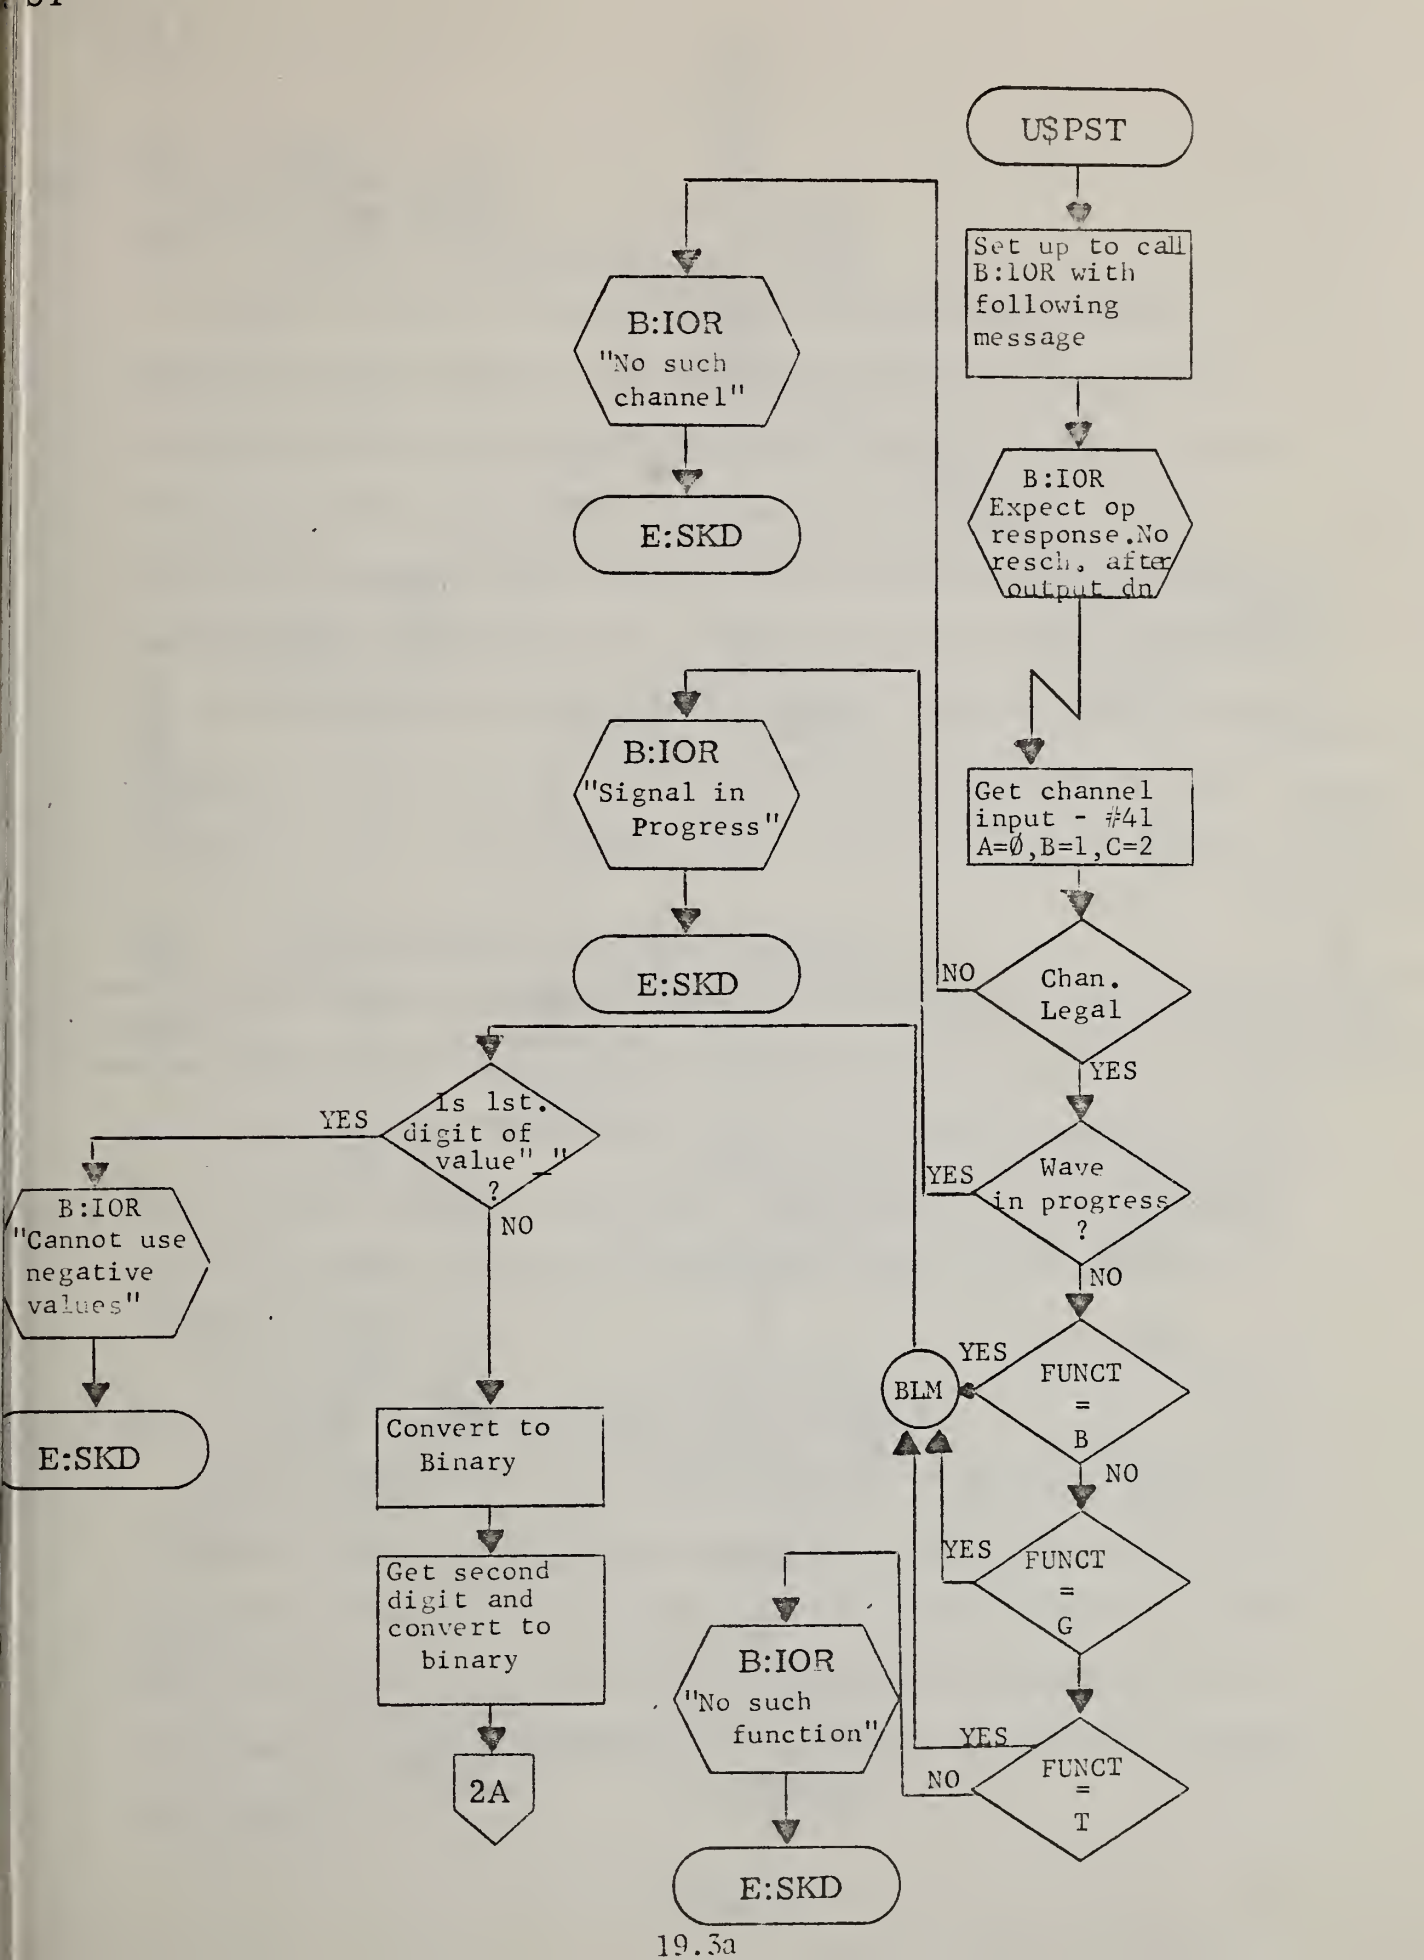 U$PST
Set up to call
B:IOR with
following
message
B:IOR
Expect op
response.No
resch. after
output dn
Get channel
input - #41
A=Ø,B=1,C=2
Chan.
Legal
NO
YES
B:IOR
"No such
channel"
E:SKD
Wave
in progress
?
YES
NO
B:IOR
"Signal in
Progress"
E:SKD
FUNCT
=
B
YES
NO
BLM
FUNCT
=
G
YES
FUNCT
=
T
YES
NO
B:IOR
"No such
function"
E:SKD
Is 1st.
digit of
value"_"
?
YES
NO
B:IOR
"Cannot use
negative
values"
E:SKD
Convert to
Binary
Get second
digit and
convert to
binary
2A
19.3a